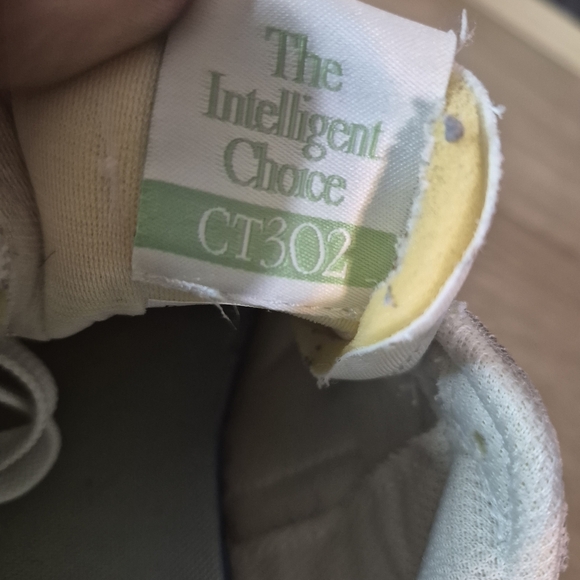 The
Intelligent
Choice
CT302